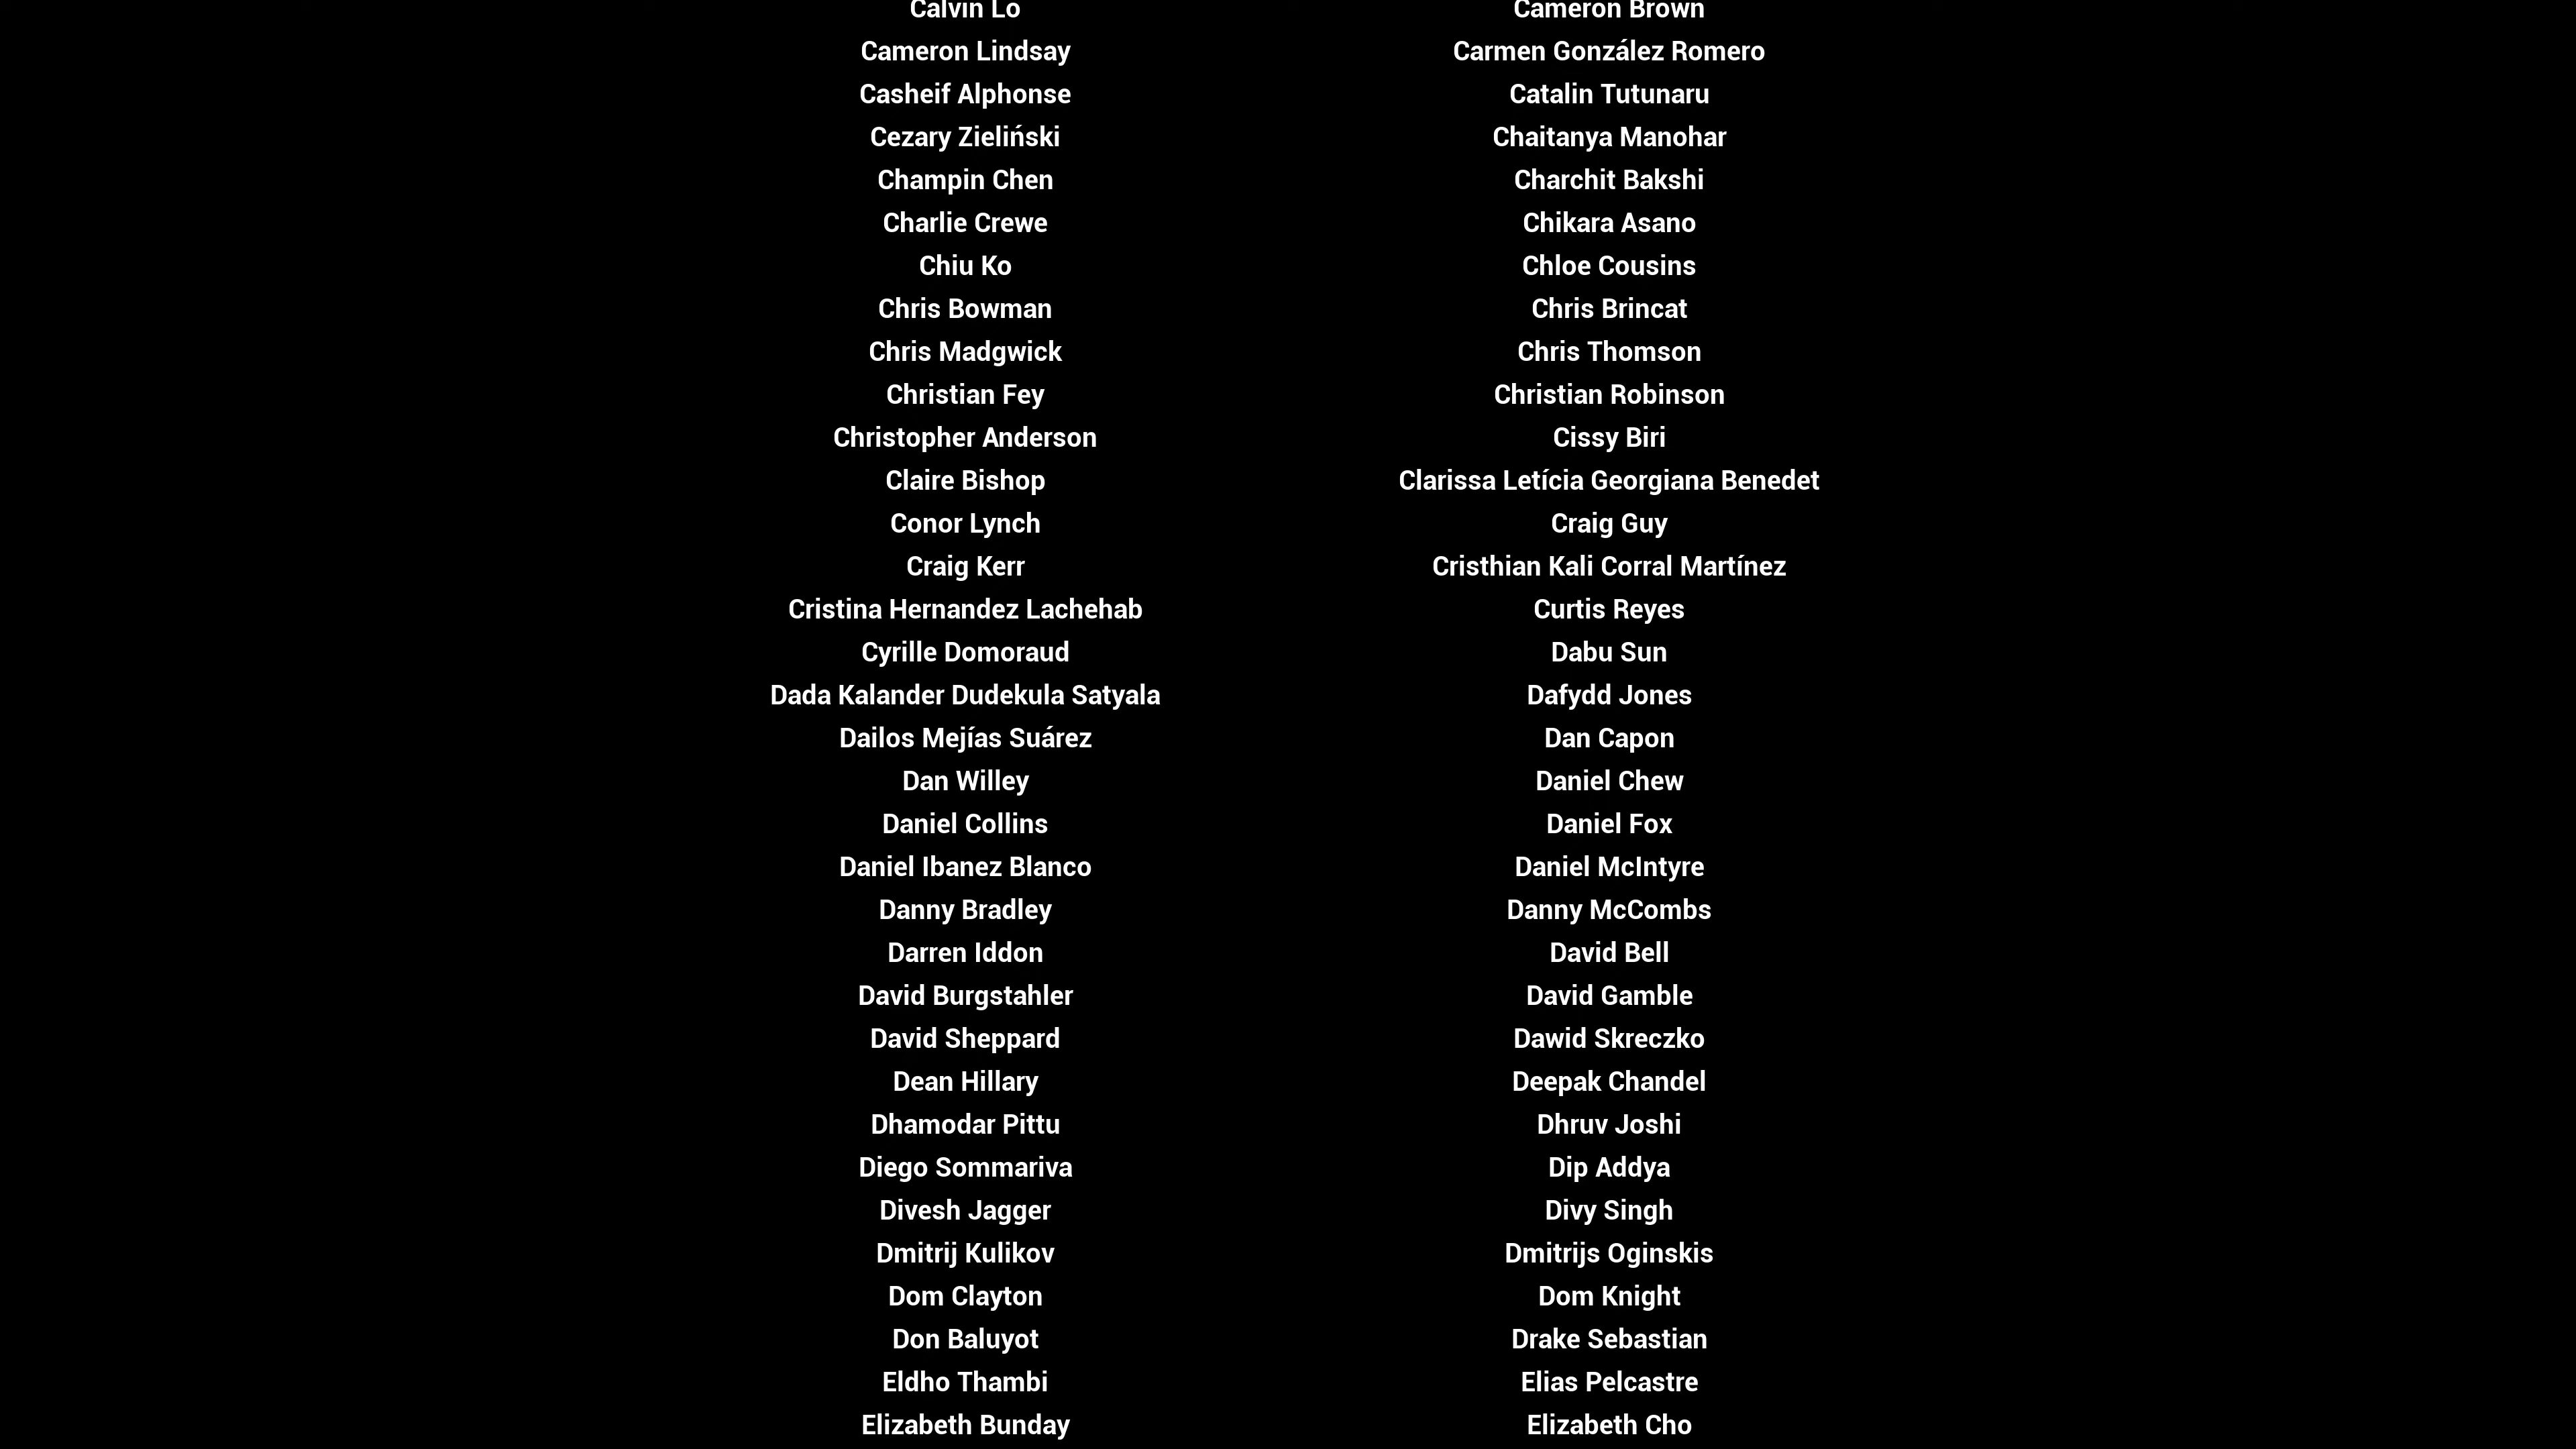 Calvin Lo Cameron Brown
Cameron Lindsay Carmen González Romero
Casheif Alphonse Catalin Tutunaru
Cezary Zieliński Chaitanya Manohar
Champin Chen Charchit Bakshi
Charlie Crewe Chikara Asano
Chiu Ko Chloe Cousins
Chris Bowman Chris Brincat
Chris Madgwick Chris Thomson
Christian Fey Christian Robinson
Christopher Anderson Cissy Biri
Claire Bishop Clarissa Letícia Georgiana Benedet
Conor Lynch Craig Guy
Craig Kerr Cristhian Kali Corral Martínez
Cristina Hernandez Lachehab Curtis Reyes
Cyrille Domoraud Dabu Sun
Dada Kalander Dudekula Satyala Dafydd Jones
Dailos Mejías Suárez Dan Capon
Dan Willey Daniel Chew
Daniel Collins Daniel Fox
Daniel Ibanez Blanco Daniel McIntyre
Danny Bradley Danny McCombs
Darren Iddon David Bell
David Burgstahler David Gamble
David Sheppard Dawid Skreczko
Dean Hillary Deepak Chandel
Dhamodar Pittu Dhruv Joshi
Diego Sommariva Dip Addya
Divesh Jagger Divy Singh
Dmitrij Kulikov Dmitrijs Oginskis
Dom Clayton Dom Knight
Don Baluyot Drake Sebastian
Eldho Thambi Elias Pelcastre
Elizabeth Bunday Elizabeth Cho